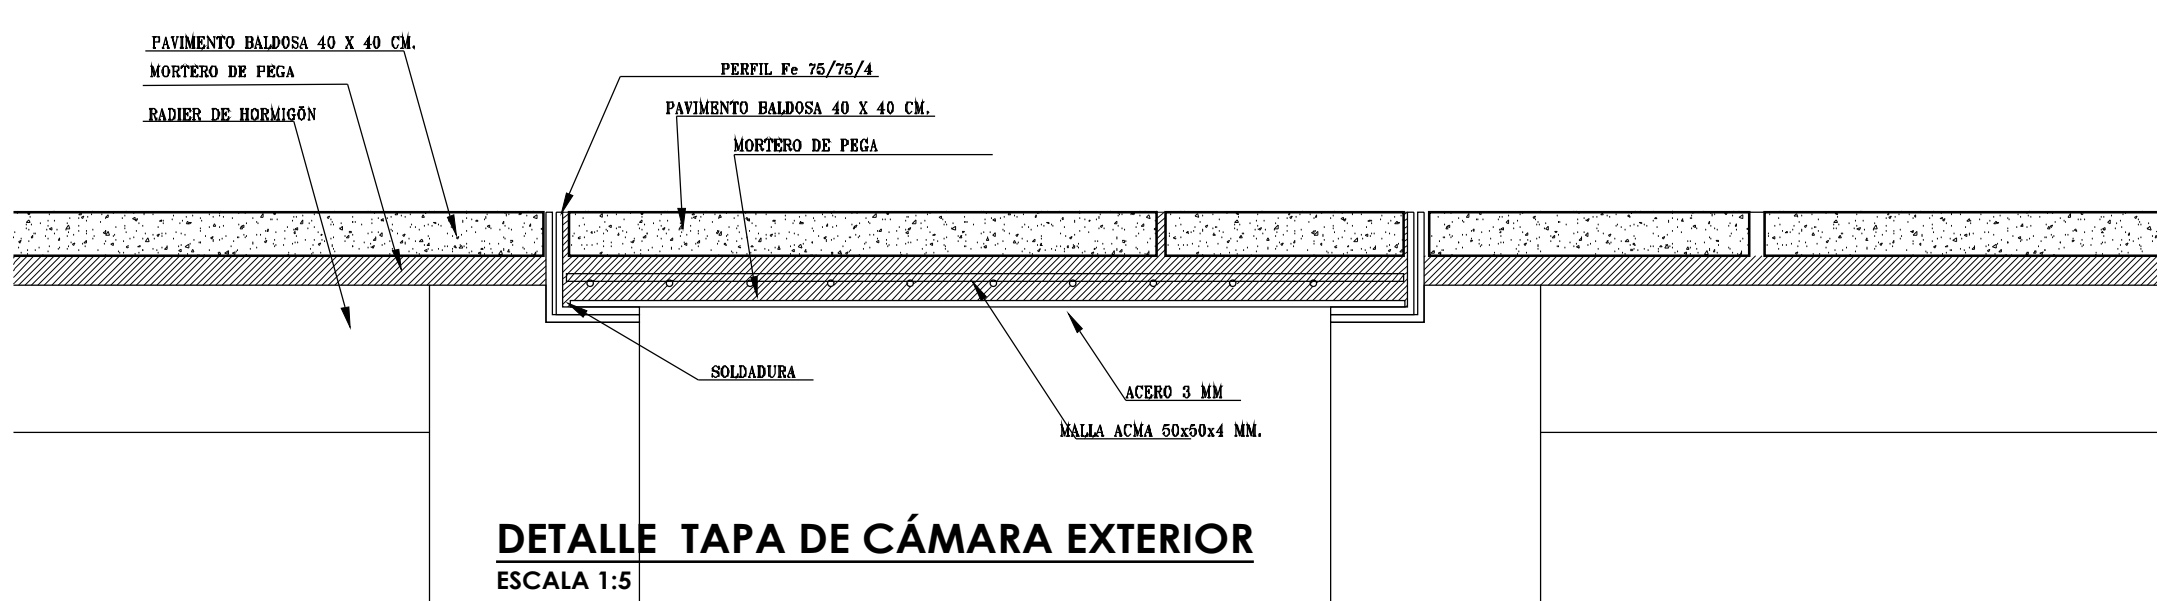 PAVIMENTO BALDOSA 40 X 40 CM.
MORTERO DE PEGA
RADIER DE HORMIGÓN
PERFIL Fe 75/75/4
PAVIMENTO BALDOSA 40 X 40 CM.
MORTERO DE PEGA
SOLDADURA
ACERO 3 MM
MALLA ACMA 50x50x4 MM.
DETALLE TAPA DE CÁMARA EXTERIOR
ESCALA 1:5